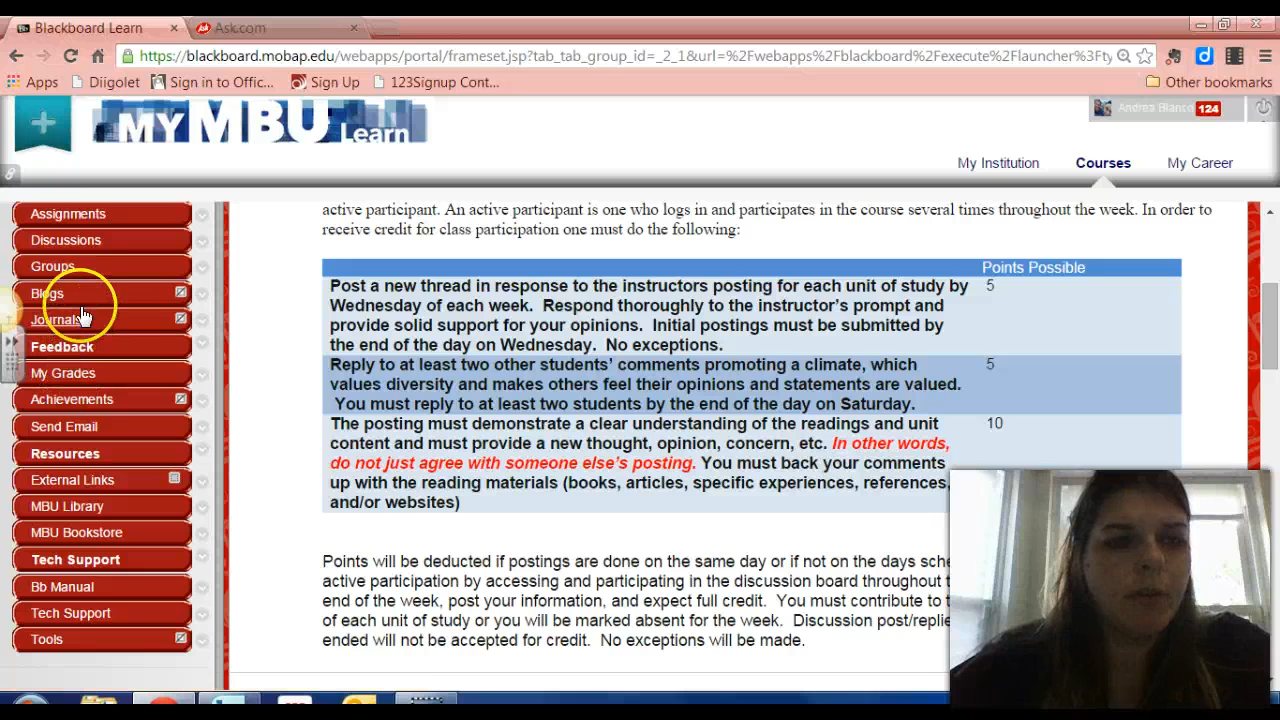 Blackboard Learn
Ask.com
https://blackboard.mobap.edu/webapps/portal/frameset.jsp?tab_tab_group_id=_2_1&url=%2Fwebapps%2Fblackboard%2Fexecute%2Flauncher%3Fty
Apps Diigolet Sign in to Offic... Sign Up 123Signup Cont... Other bookmarks
MY MBU Learn
Andrea Blanco 124
My Institution Courses My Career
Assignments
Discussions
Groups
Blogs
Journals
Feedback
My Grades
Achievements
Send Email
Resources
External Links
MBU Library
MBU Bookstore
Tech Support
Bb Manual
Tech Support
Tools
active participant. An active participant is one who logs in and participates in the course several times throughout the week. In order to
receive credit for class participation one must do the following:
Points Possible
Post a new thread in response to the instructors posting for each unit of study by 5
Wednesday of each week. Respond thoroughly to the instructor's prompt and
provide solid support for your opinions. Initial postings must be submitted by
the end of the day on Wednesday. No exceptions.
Reply to at least two other students' comments promoting a climate, which 5
values diversity and makes others feel their opinions and statements are valued.
You must reply to at least two students by the end of the day on Saturday.
The posting must demonstrate a clear understanding of the readings and unit 10
content and must provide a new thought, opinion, concern, etc. In other words,
do not just agree with someone else's posting. You must back your comments
up with the reading materials (books, articles, specific experiences, references,
and/or websites)
Points will be deducted if postings are done on the same day or if not on the days sche
active participation by accessing and participating in the discussion board throughout t
end of the week, post your information, and expect full credit. You must contribute to t
of each unit of study or you will be marked absent for the week. Discussion post/replie
ended will not be accepted for credit. No exceptions will be made.